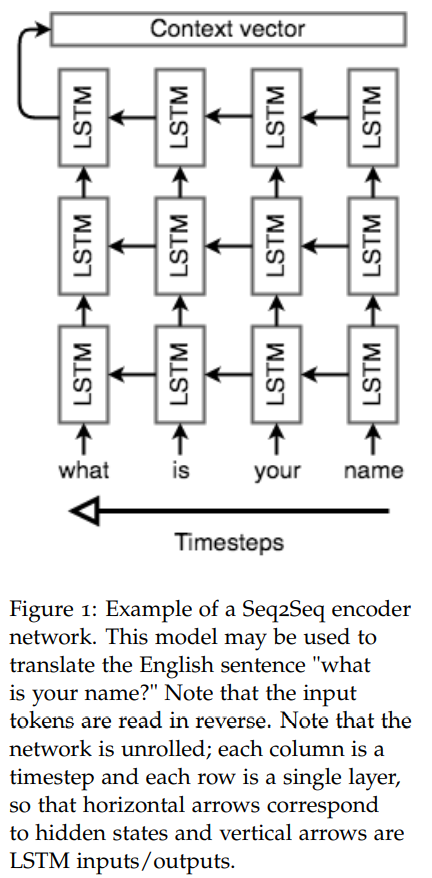 Context vector
LSTM LSTM LSTM LSTM
LSTM LSTM LSTM LSTM
LSTM LSTM LSTM LSTM
what is your name
Timesteps
Figure 1: Example of a Seq2Seq encoder
network. This model may be used to
translate the English sentence "what
is your name?" Note that the input
tokens are read in reverse. Note that the
network is unrolled; each column is a
timestep and each row is a single layer,
so that horizontal arrows correspond
to hidden states and vertical arrows are
LSTM inputs/outputs.